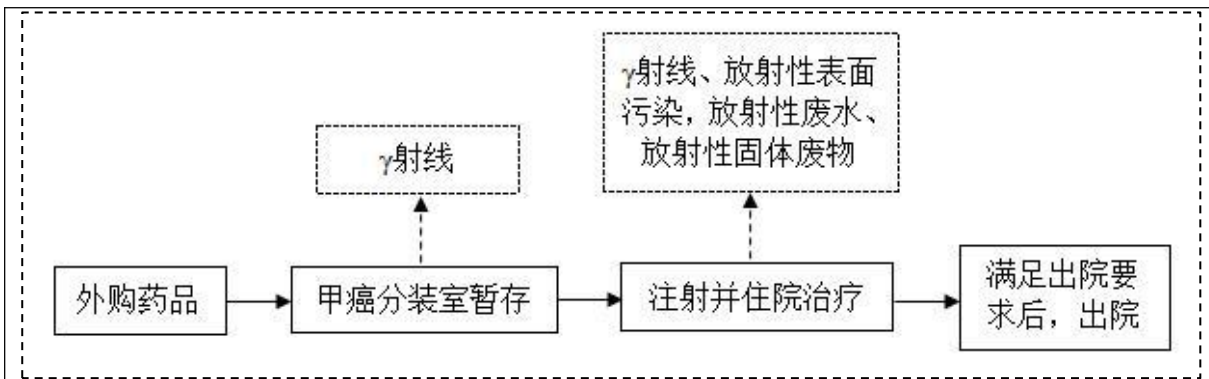 γ射线、放射性表面
污染，放射性废水、
放射性固体废物
γ射线
外购药品
甲癌分装室暂存
注射并住院治疗
满足出院要
求后，出院